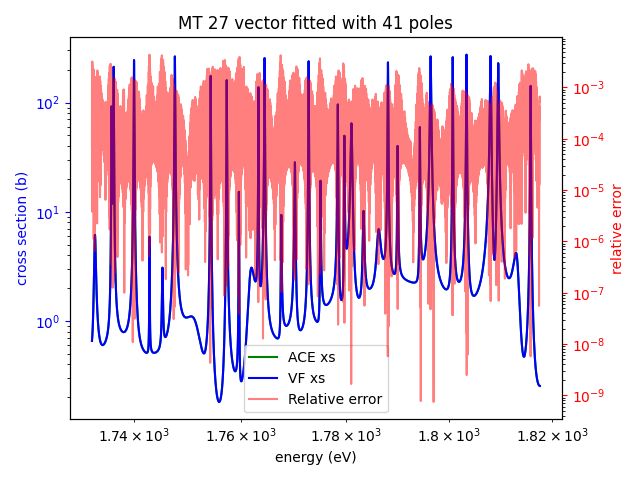 MT 27 vector fitted with 41 poles
cross section (b)
10²
10¹
10⁰
10⁻³
10⁻⁴
10⁻⁵
10⁻⁶
10⁻⁷
10⁻⁸
10⁻⁹
relative error
ACE xs
VF xs
Relative error
1.74 × 10³ 1.76 × 10³ 1.78 × 10³ 1.8 × 10³ 1.82 × 10³
energy (eV)